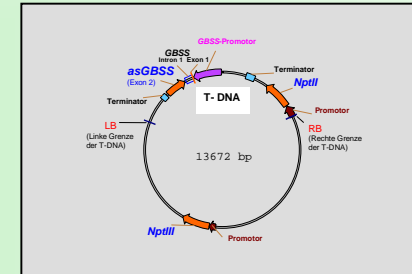 GBSS-Promotor
GBSS
Intron 1 Exon 1
asGBSS
(Exon 2)
Terminator
NptII
Terminator
T- DNA
Promotor
LB
(Linke Grenze
der T-DNA)
RB
(Rechte Grenze
der T-DNA)
13672 bp
NptIII
Promotor